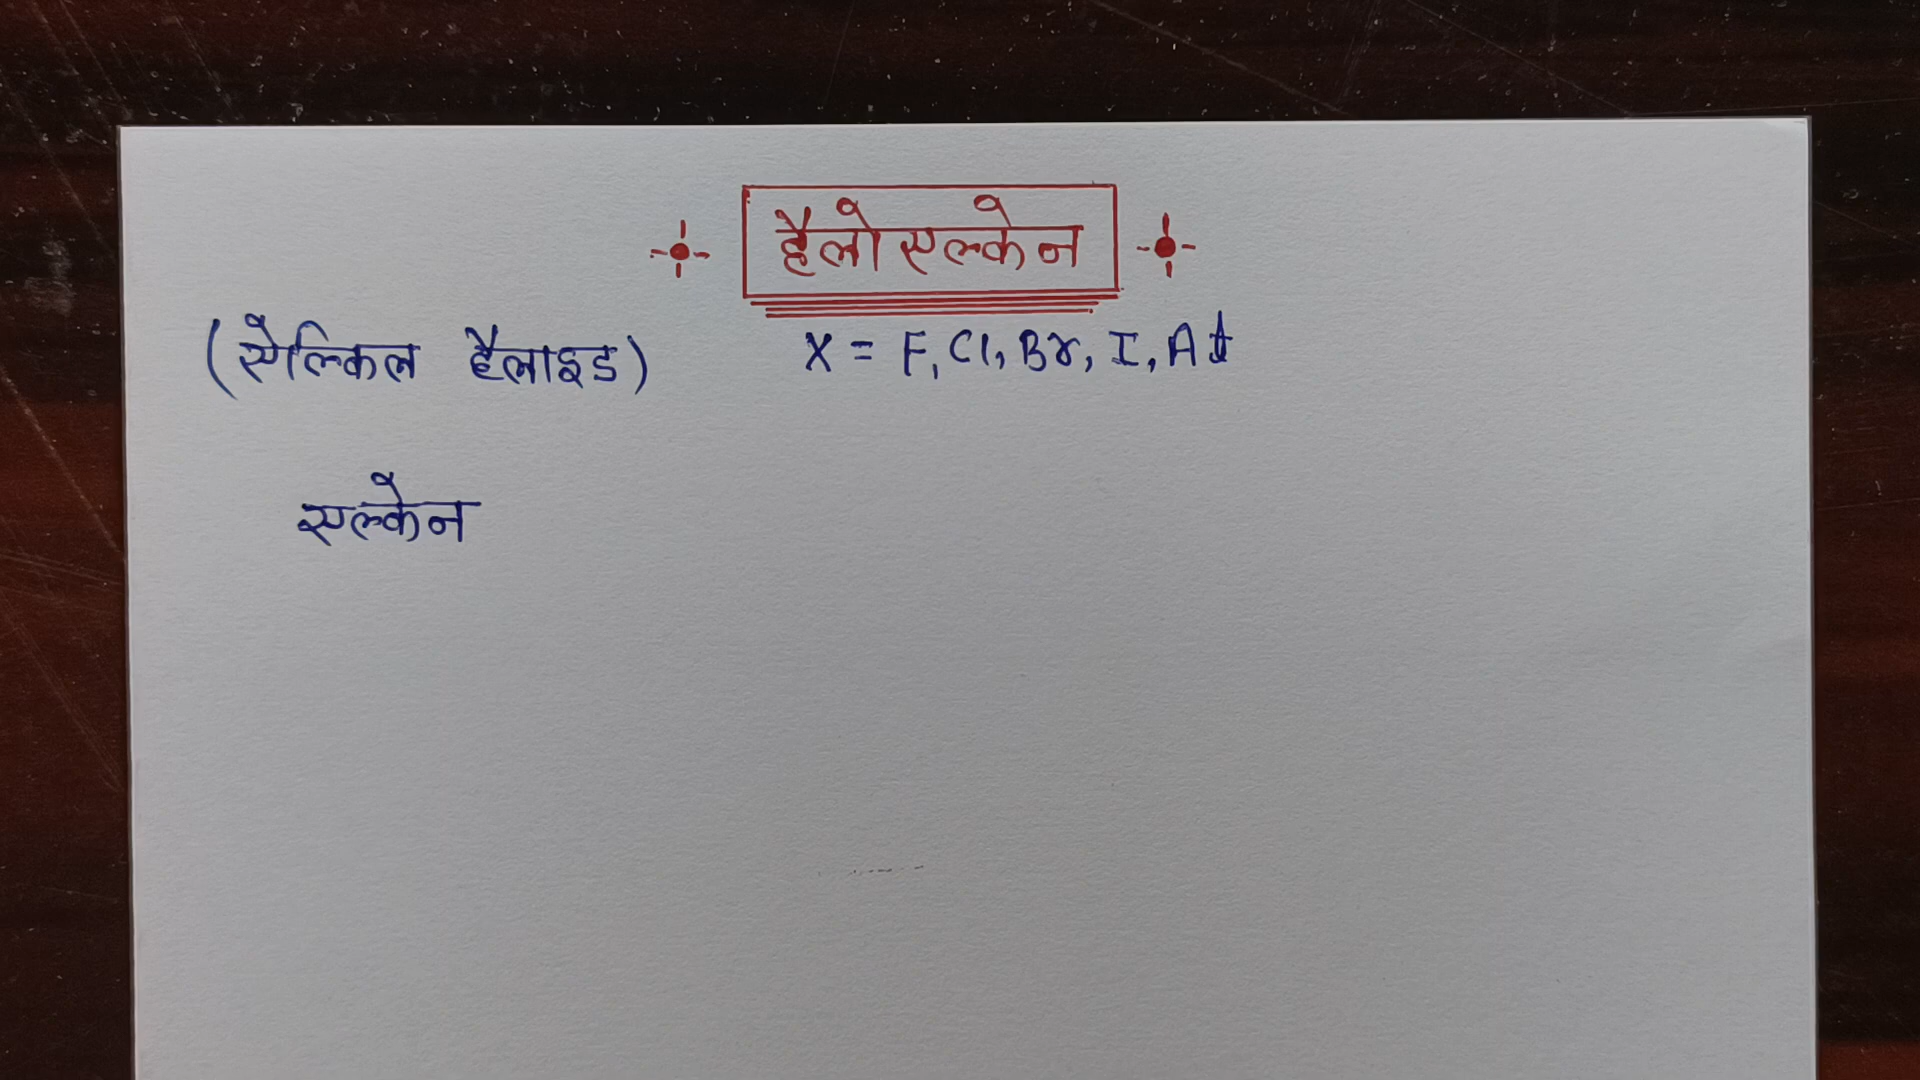 हैलोएल्केन
(ऐल्किल हैलाइड) X = F, Cl, Br, I, At
एल्केन